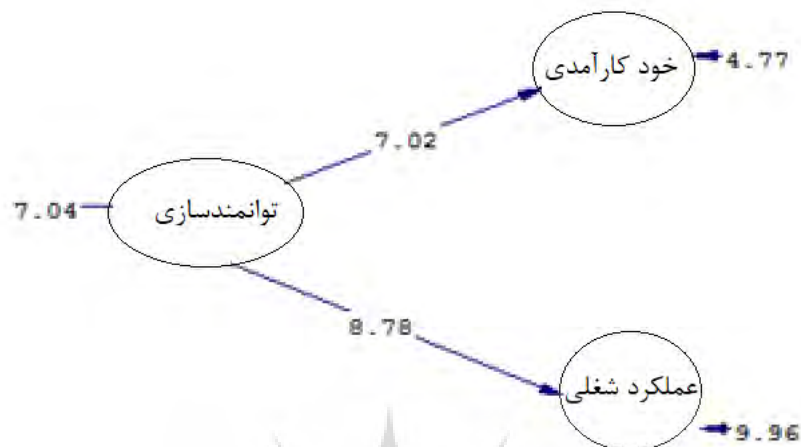 خود کارآمدی
4.77
7.02
7.04
توانمندسازی
8.78
عملکرد شغلی
9.96